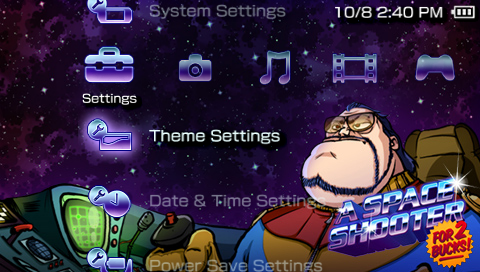 System Settings
10/8 2:40 PM
Settings
Theme Settings
Date & Time Settings
A SPACE
SHOOTER
FOR 2
BUCKS!
Power Save Settings